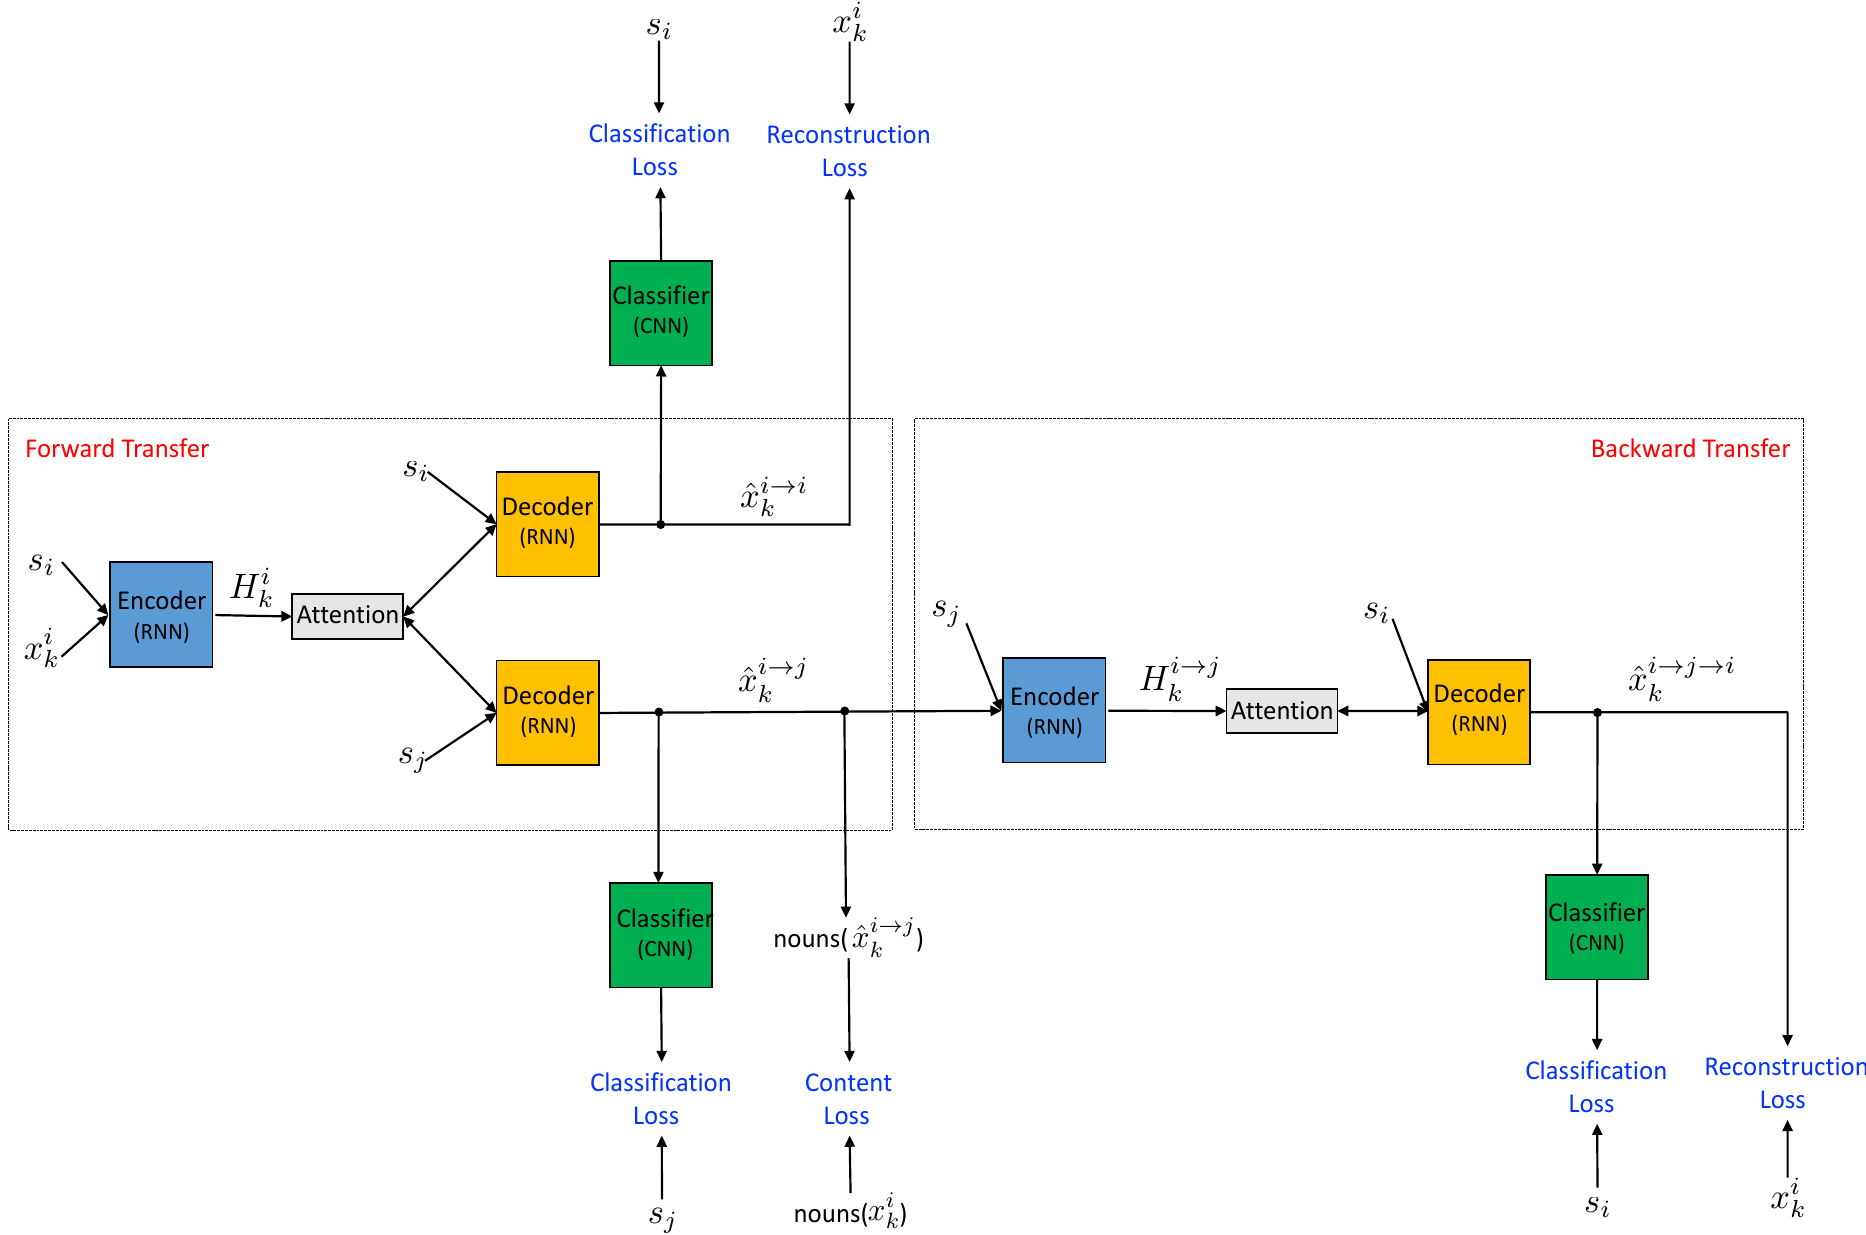 $s_i$
$x_k^i$
Classification
Loss
Reconstruction
Loss
Classifier
(CNN)
Forward Transfer
$s_i$
Decoder
(RNN)
$\hat{x}_k^{i \to i}$
$s_i$
$x_k^i$
Encoder
(RNN)
$H_k^i$
Attention
Decoder
(RNN)
$s_j$
$\hat{x}_k^{i \to j}$
Backward Transfer
$s_j$
Encoder
(RNN)
$H_k^{i \to j}$
Attention
$s_i$
Decoder
(RNN)
$\hat{x}_k^{i \to j \to i}$
Classifier
(CNN)
nouns($\hat{x}_k^{i \to j}$)
Classification
Loss
Content
Loss
$s_j$
nouns($x_k^i$)
Classifier
(CNN)
Classification
Loss
Reconstruction
Loss
$s_i$
$x_k^i$